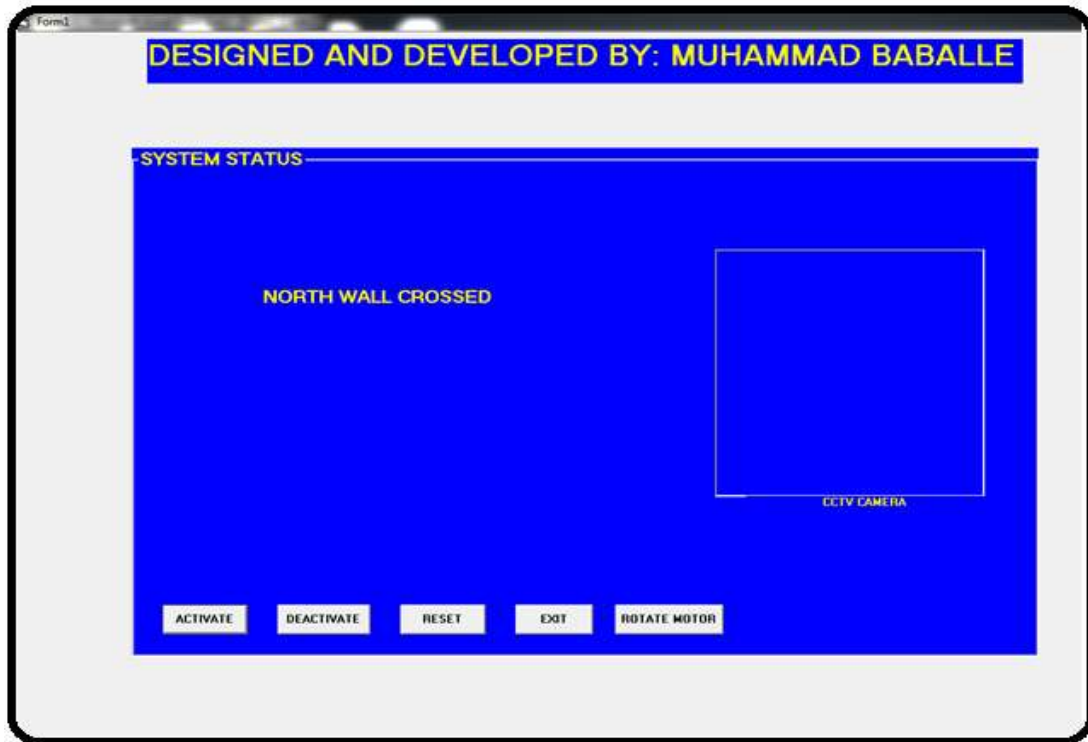 Form1
DESIGNED AND DEVELOPED BY: MUHAMMAD BABALLE
SYSTEM STATUS
NORTH WALL CROSSED
CCTV CAMERA
ACTIVATE DEACTIVATE RESET EXIT ROTATE MOTOR